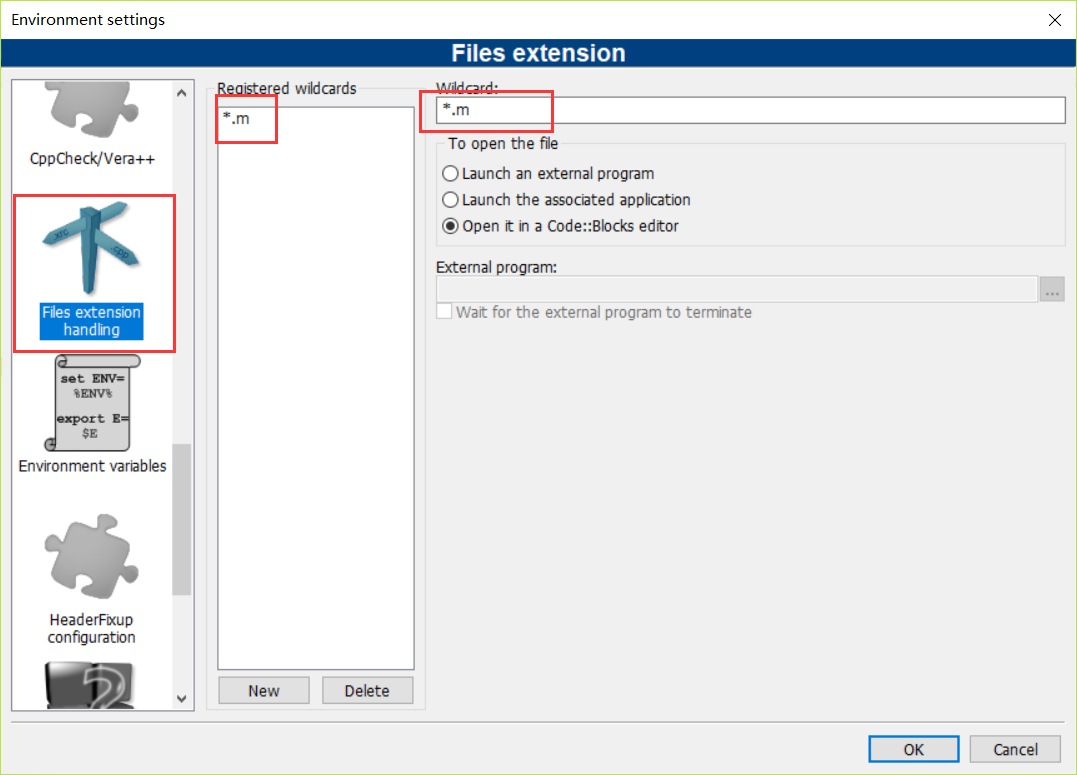 Environment settings
Files extension
CppCheck/Vera++
xrc
cpp
Files extension
handling
set ENV=
%ENV%
export E=
$E
Environment variables
HeaderFixup
configuration
Registered wildcards
*.m
New
Delete
Wildcard:
*.m
To open the file
Launch an external program
Launch the associated application
Open it in a Code::Blocks editor
External program:
...
Wait for the external program to terminate
OK
Cancel